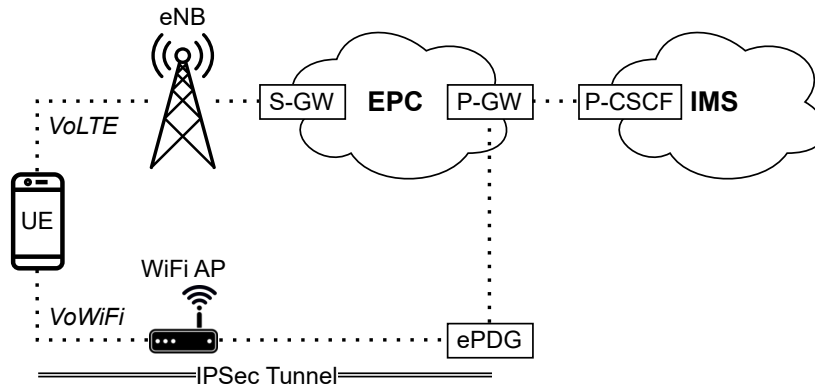 eNB
S-GW
EPC
P-GW
P-CSCF
IMS
VoLTE
UE
WiFi AP
VoWiFi
ePDG
IPSec Tunnel